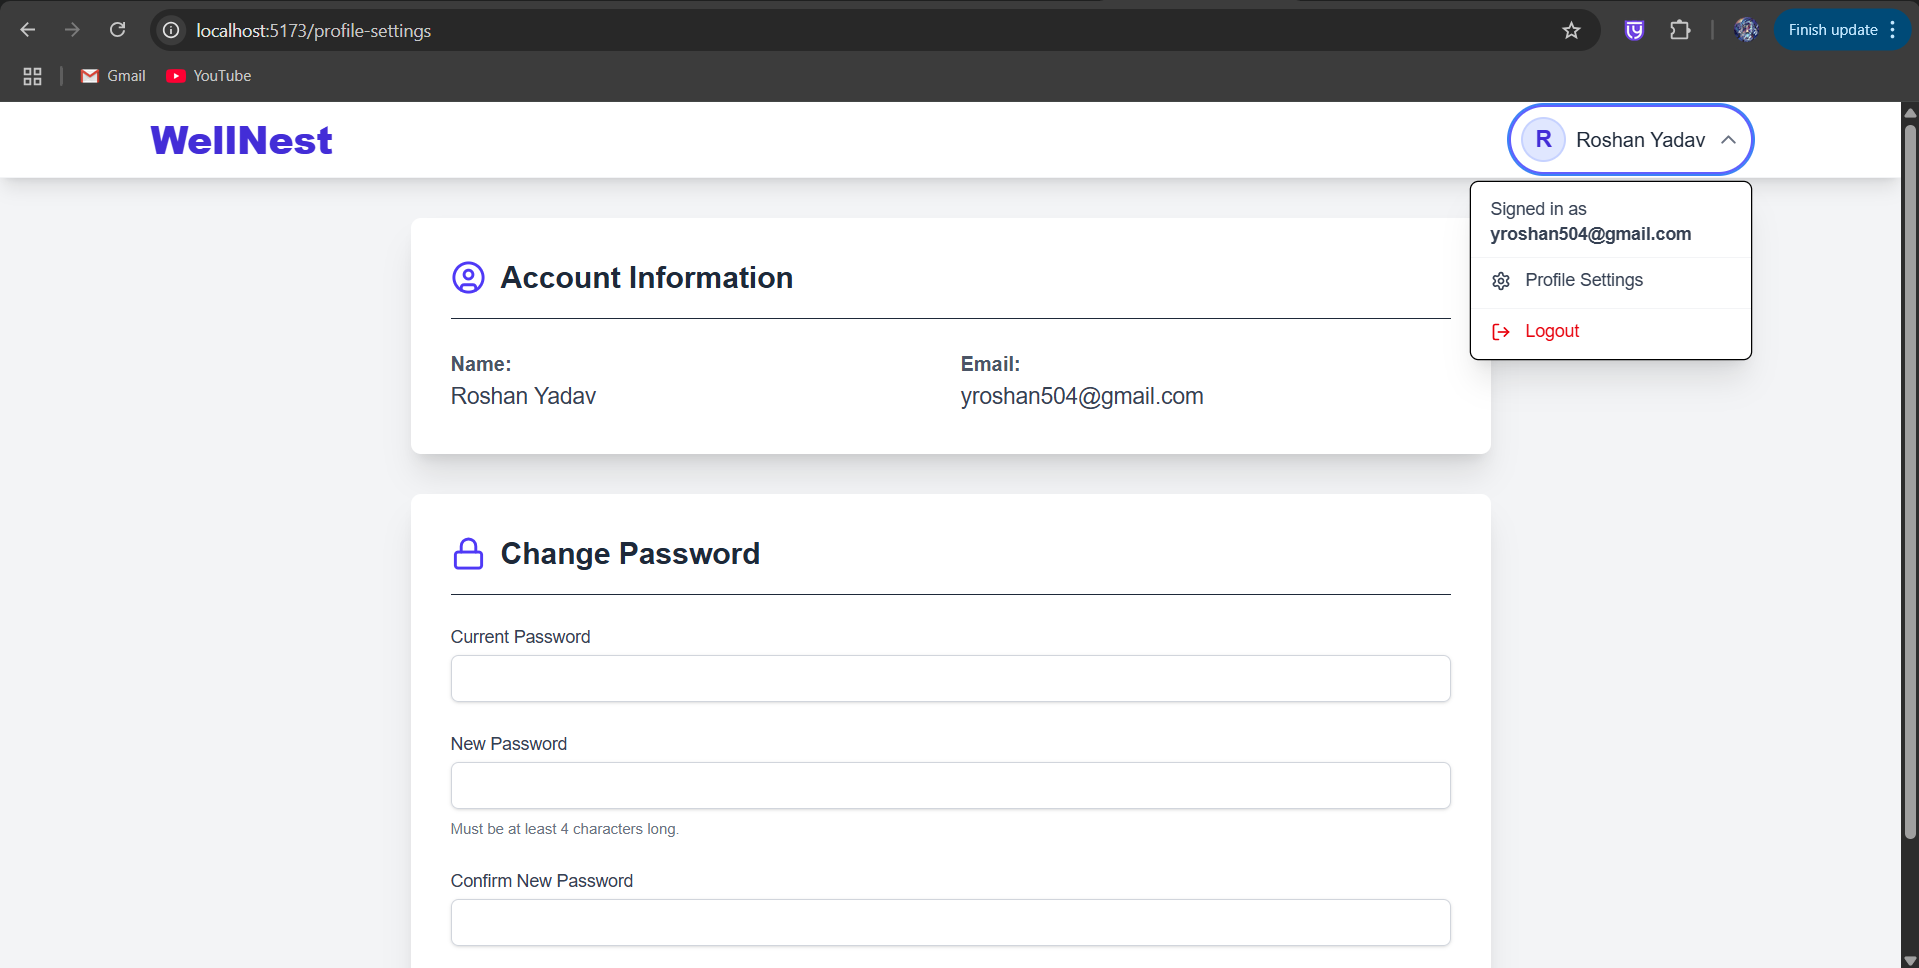 localhost:5173/profile-settings
Finish update
Gmail
YouTube
WellNest
R
Roshan Yadav
Signed in as
yroshan504@gmail.com
Profile Settings
Logout
Account Information
Name:
Email:
Roshan Yadav
yroshan504@gmail.com
Change Password
Current Password
New Password
Must be at least 4 characters long.
Confirm New Password